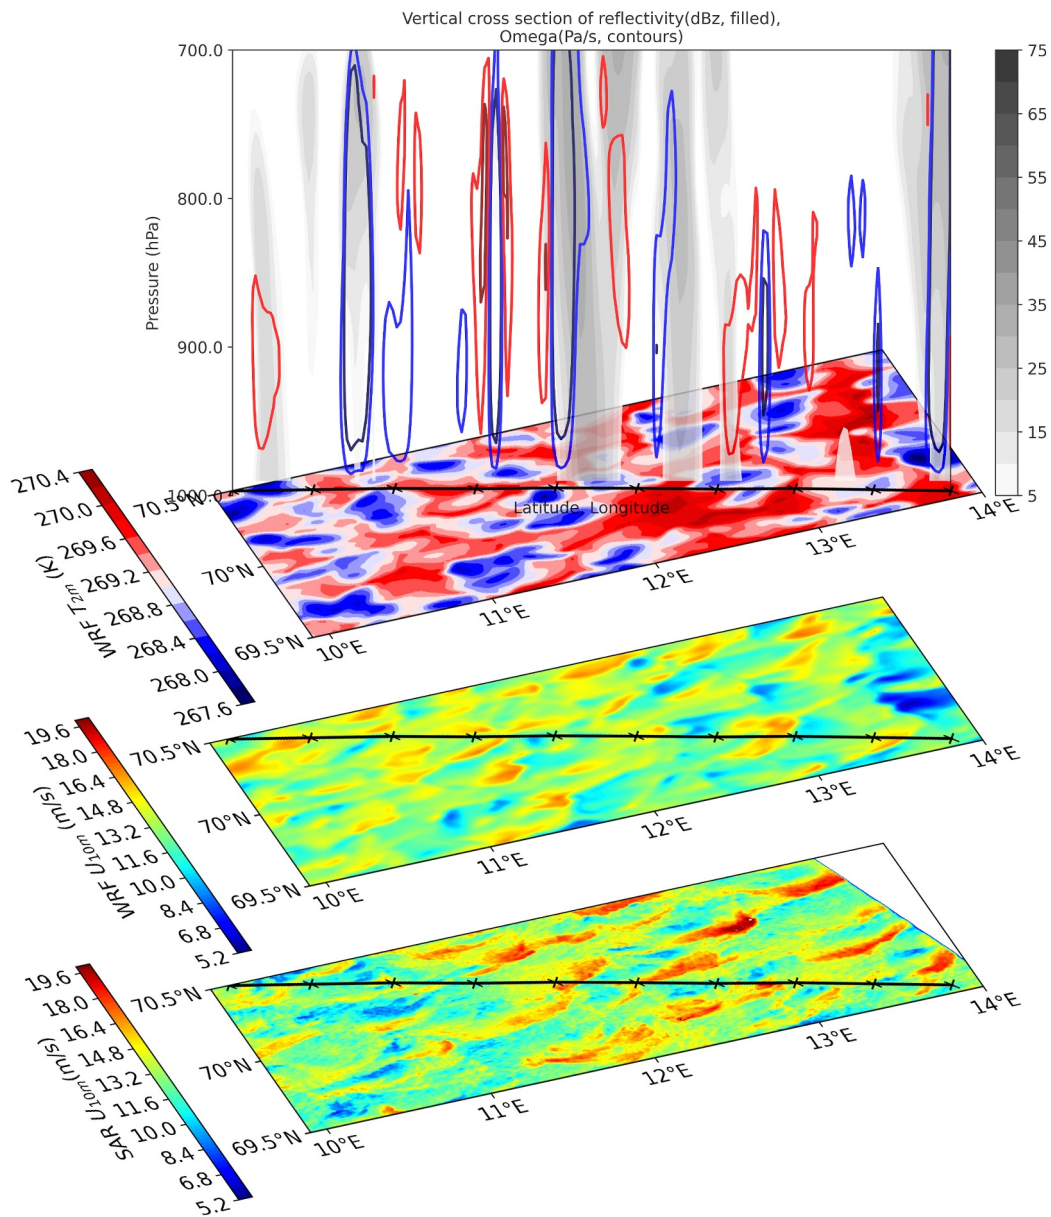 Vertical cross section of reflectivity(dBz, filled),
Omega(Pa/s, contours)
700.0
800.0
900.0
1000.0
Pressure (hPa)
Latitude, Longitude
75
65
55
45
35
25
15
5
270.4
270.0
269.6
269.2
268.8
268.4
268.0
267.6
WRF T2m (K)
70.5°N
70°N
69.5°N
10°E
11°E
12°E
13°E
14°E
19.6
18.0
16.4
14.8
13.2
11.6
10.0
8.4
6.8
5.2
WRF U10m (m/s)
70.5°N
70°N
69.5°N
10°E
11°E
12°E
13°E
14°E
19.6
18.0
16.4
14.8
13.2
11.6
10.0
8.4
6.8
5.2
SAR U10m(m/s)
70.5°N
70°N
69.5°N
10°E
11°E
12°E
13°E
14°E